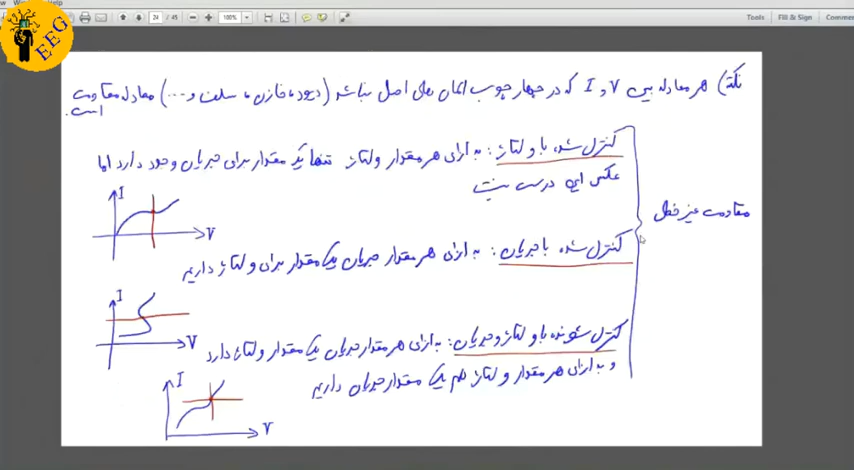 24 / 45
100%
Tools
Fill & Sign
Comment
EEG
نکته) هر معادله بین V و I که در چهارچوب المان های اصل نباشد (دیود، خازن، سلف و ...) معادله مقاومت
است.
مقاومت غیر خطی
کنترل شده با ولتاژ: به ازای هر مقدار ولتاژ تنها یک مقدار برای جریان وجود دارد اما
عکس این درست نیست
I
V
کنترل شده با جریان: به ازای هر مقدار جریان یک مقدار برای ولتاژ داریم
I
V
کنترل شونده با ولتاژ و جریان: به ازای هر مقدار جریان یک مقدار ولتاژ دارد
و به ازای هر مقدار ولتاژ هم یک مقدار جریان داریم
I
V